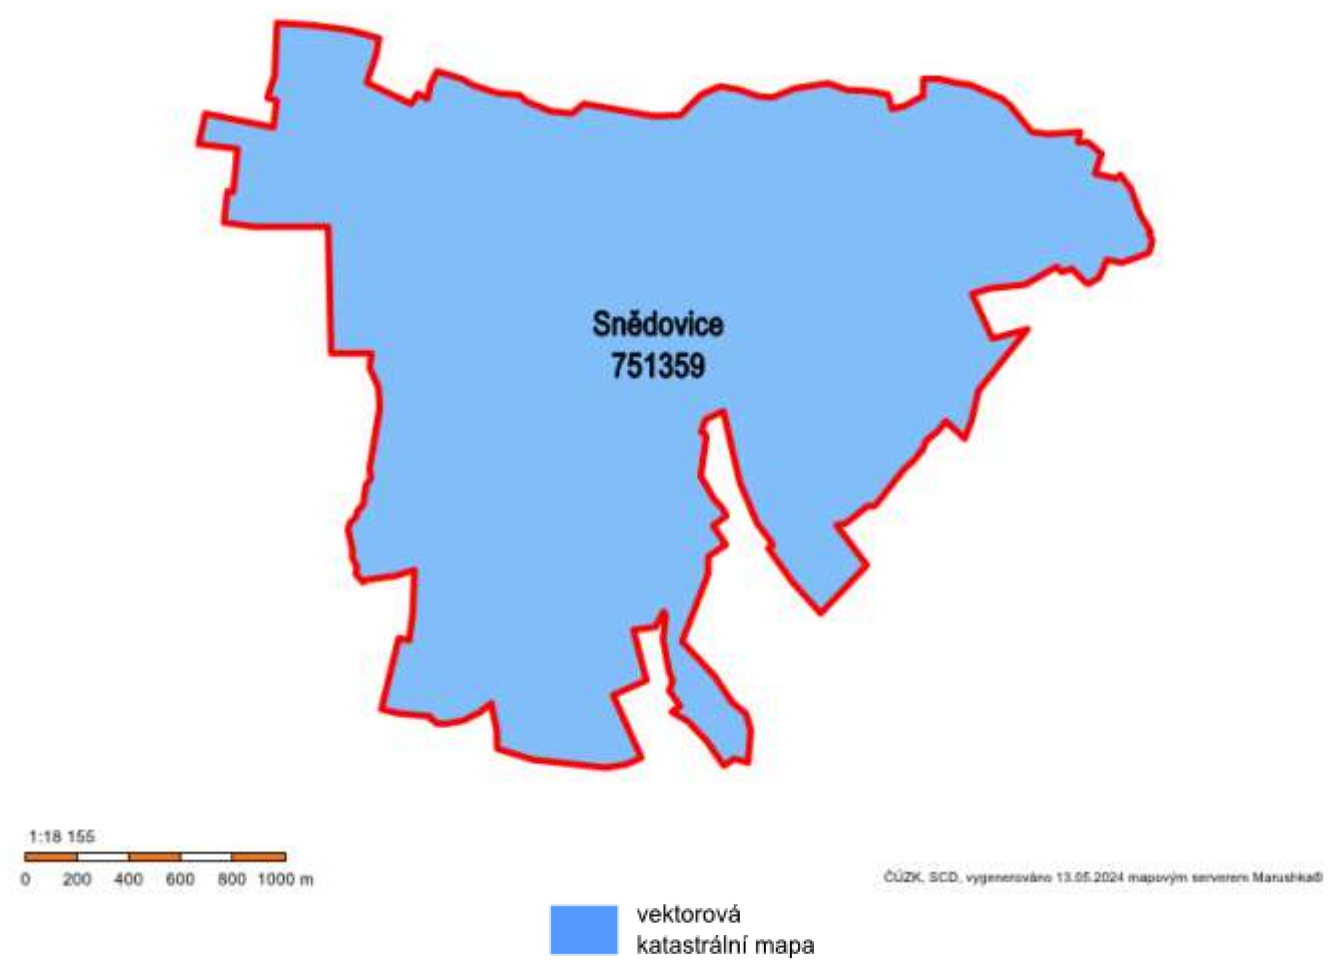 Snědovice
751359
1:18 155
0 200 400 600 800 1000 m
ČÚZK, SCD, vygenerováno 13.05.2024 mapovým serverem Marushka®
vektorová
katastrální mapa